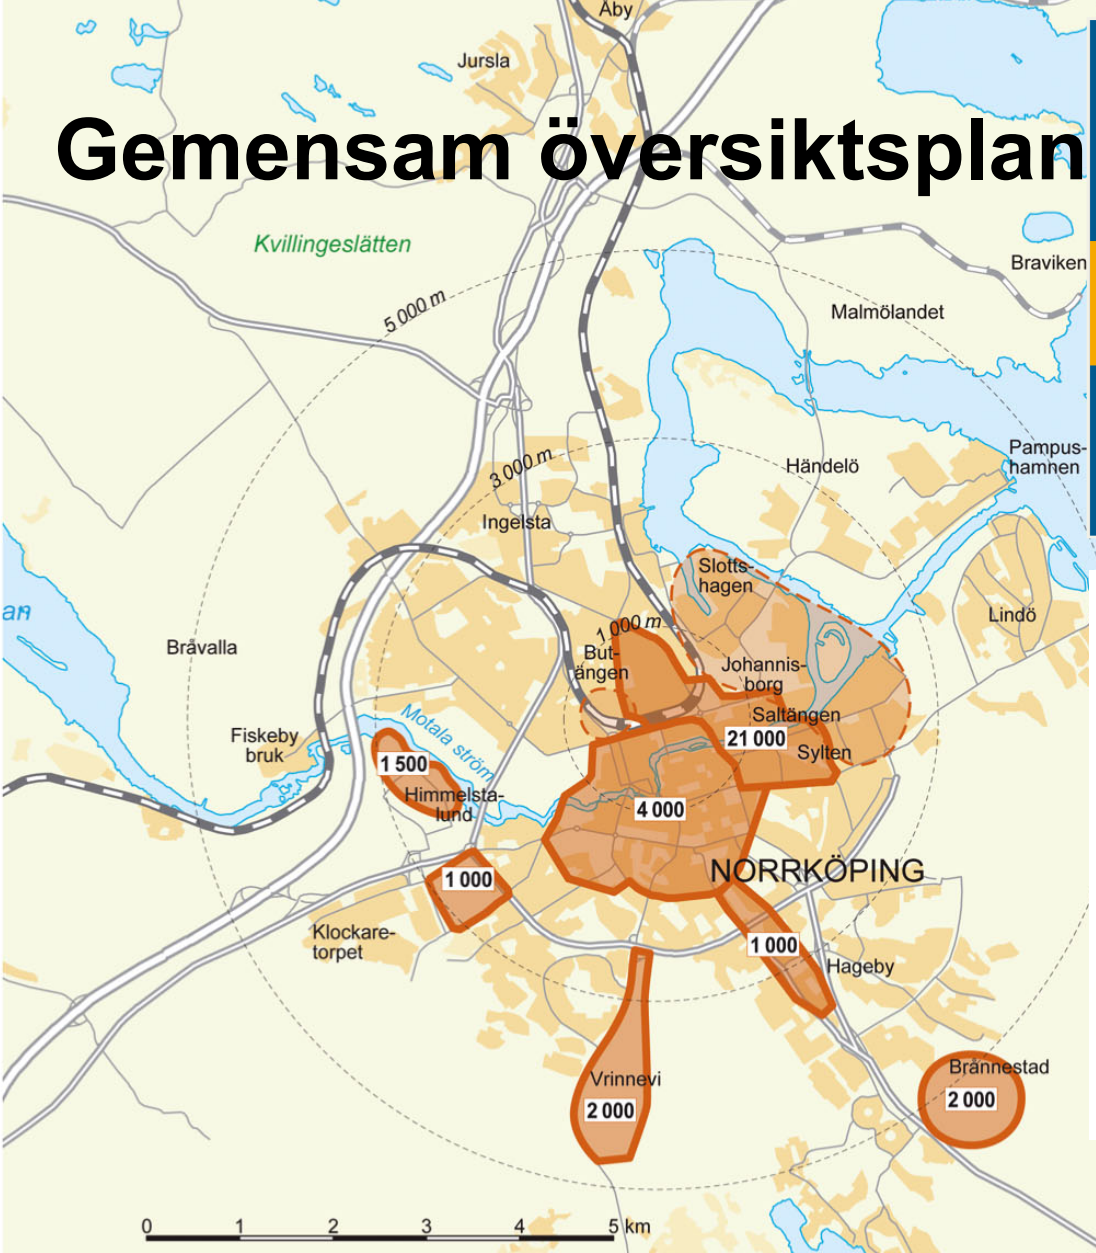 Åby
Jursla
Gemensam översiktsplan
Kvillingeslätten
Braviken
5 000 m
Malmölandet
3 000 m
Pampus-
hamnen
Händelö
Ingelsta
Slotts-
hagen
an
Lindö
1 000 m
Bråvalla
But-
ängen
Johannis-
borg
Motala ström
Saltängen
Fiskeby
bruk
21 000
Sylten
1 500
Himmelsta-
lund
4 000
NORRKÖPING
1 000
Klockare-
torpet
1 000
Hageby
Brånnestad
Vrinnevi
2 000
2 000
0 1 2 3 4 5 km